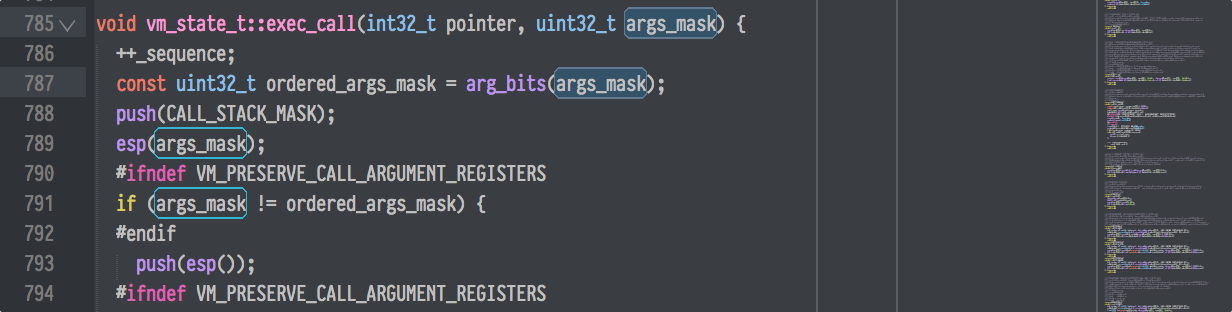 785 void vm_state_t::exec_call(int32_t pointer, uint32_t args_mask) {
786 ++_sequence;
787 const uint32_t ordered_args_mask = arg_bits(args_mask);
788 push(CALL_STACK_MASK);
789 esp(args_mask);
790 #ifndef VM_PRESERVE_CALL_ARGUMENT_REGISTERS
791 if (args_mask != ordered_args_mask) {
792 #endif
793 push(esp());
794 #ifndef VM_PRESERVE_CALL_ARGUMENT_REGISTERS